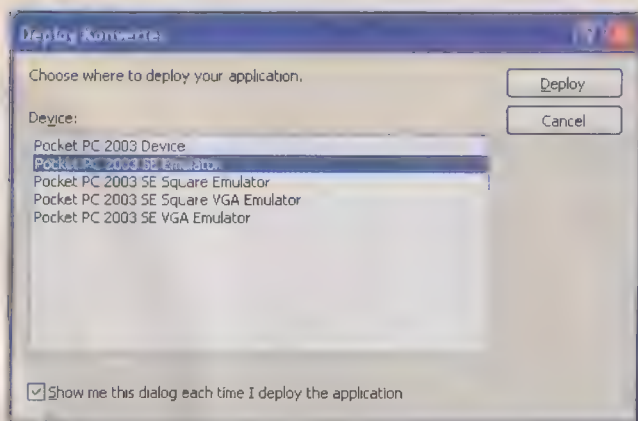 Deploy Konverter
Choose where to deploy your application.
Deploy
Device:
Cancel
Pocket PC 2003 Device
Pocket PC 2003 SE Emulator
Pocket PC 2003 SE Square Emulator
Pocket PC 2003 SE Square VGA Emulator
Pocket PC 2003 SE VGA Emulator
Show me this dialog each time I deploy the application